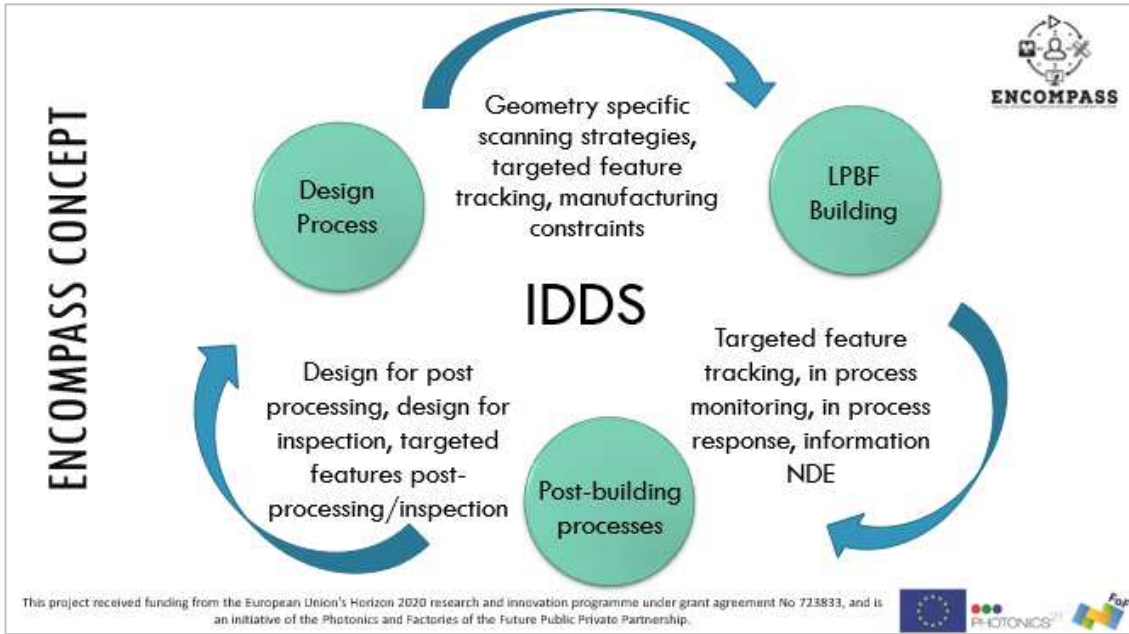 ENCOMPASS CONCEPT
ENCOMPASS
Geometry specific
scanning strategies,
targeted feature
tracking, manufacturing
constraints
Design
Process
LPBF
Building
IDDS
Targeted feature
tracking, in process
monitoring, in process
response, information
NDE
Design for post
processing, design for
inspection, targeted
features post-
processing/inspection
Post-building
processes
This project received funding from the European Union's Horizon 2020 research and innovation programme under grant agreement No 723833, and is
an initiative of the Photonics and Factories of the Future Public Private Partnership.
PHOTONICS²¹
FoF